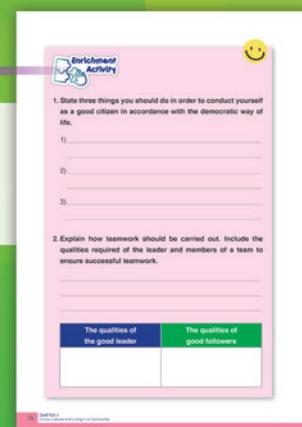 Enrichment
Activity
1. State three things you should do in order to conduct yourself
as a good citizen in accordance with the democratic way of
life.
1)
2)
3)
2. Explain how teamwork should be carried out. Include the
qualities required of the leader and members of a team to
ensure successful teamwork.
The qualities of
the good leader
The qualities of
good followers
CHAPTER 3
Civics, Culture and Living in a Community